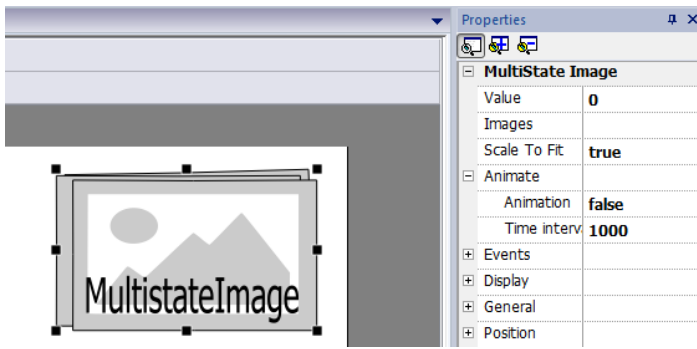 Properties
MultiState Image
Value 0
Images
Scale To Fit true
Animate
Animation false
Time interv 1000
Events
Display
General
Position
MultistateImage